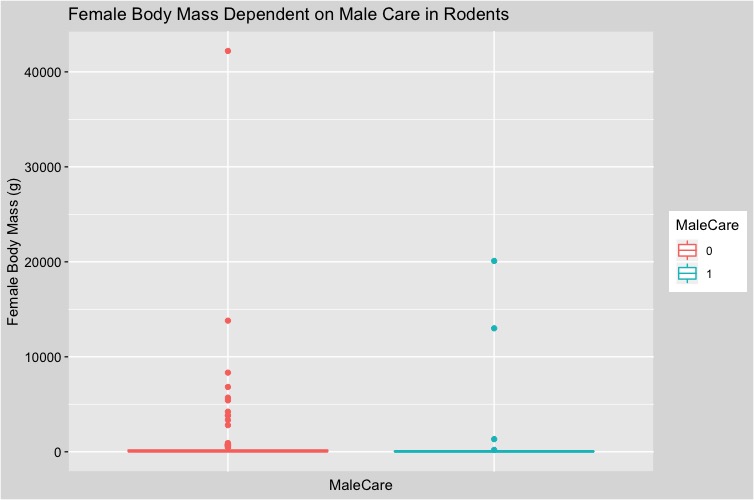 Female Body Mass Dependent on Male Care in Rodents
Female Body Mass (g)
40000
30000
20000
10000
0
MaleCare
MaleCare
0
1